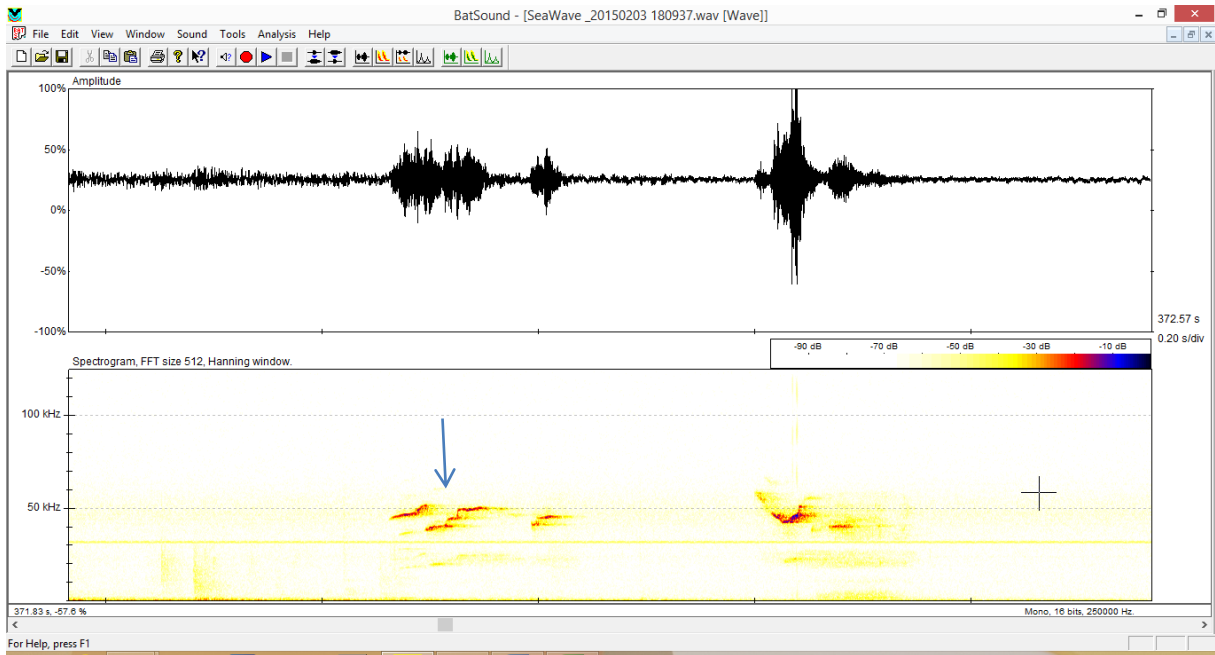 BatSound - [SeaWave _20150203 180937.wav [Wave]]
File Edit View Window Sound Tools Analysis Help
Amplitude
100%
50%
0%
-50%
-100%
372.57 s
0.20 s/div
-90 dB -70 dB -50 dB -30 dB -10 dB
Spectrogram, FFT size 512, Hanning window.
100 kHz
50 kHz
371.83 s, -57.6 % Mono, 16 bits, 250000 Hz.
For Help, press F1